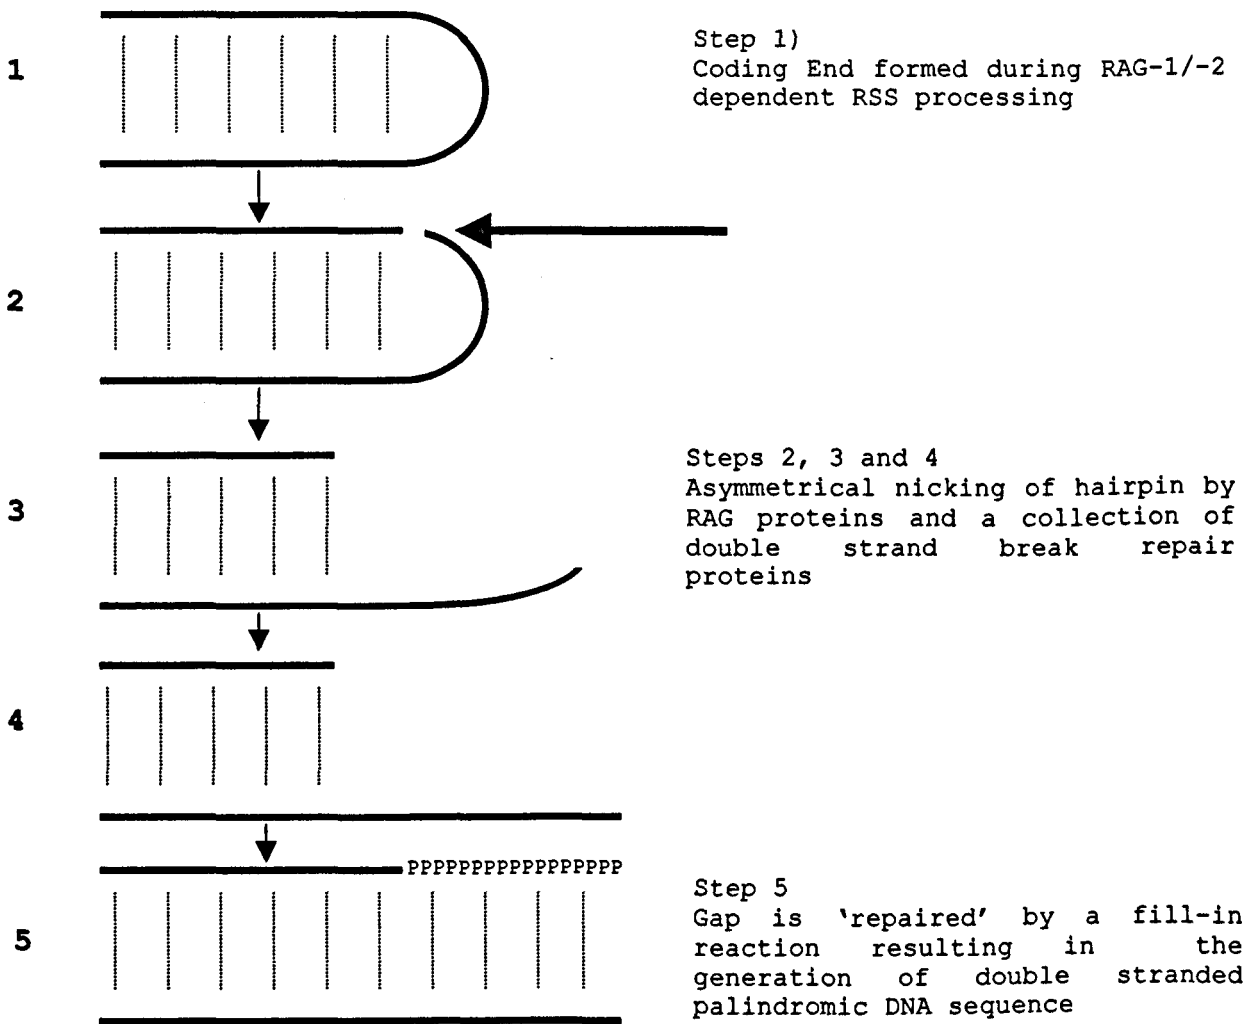 1
Step 1)
Coding End formed during RAG-1/-2
dependent RSS processing
2
3
Steps 2, 3 and 4
Asymmetrical nicking of hairpin by
RAG proteins and a collection of
double strand break repair
proteins
4
PPPPPPPPPPPPPPPPP
5
Step 5
Gap is 'repaired' by a fill-in
reaction resulting in the
generation of double stranded
palindromic DNA sequence